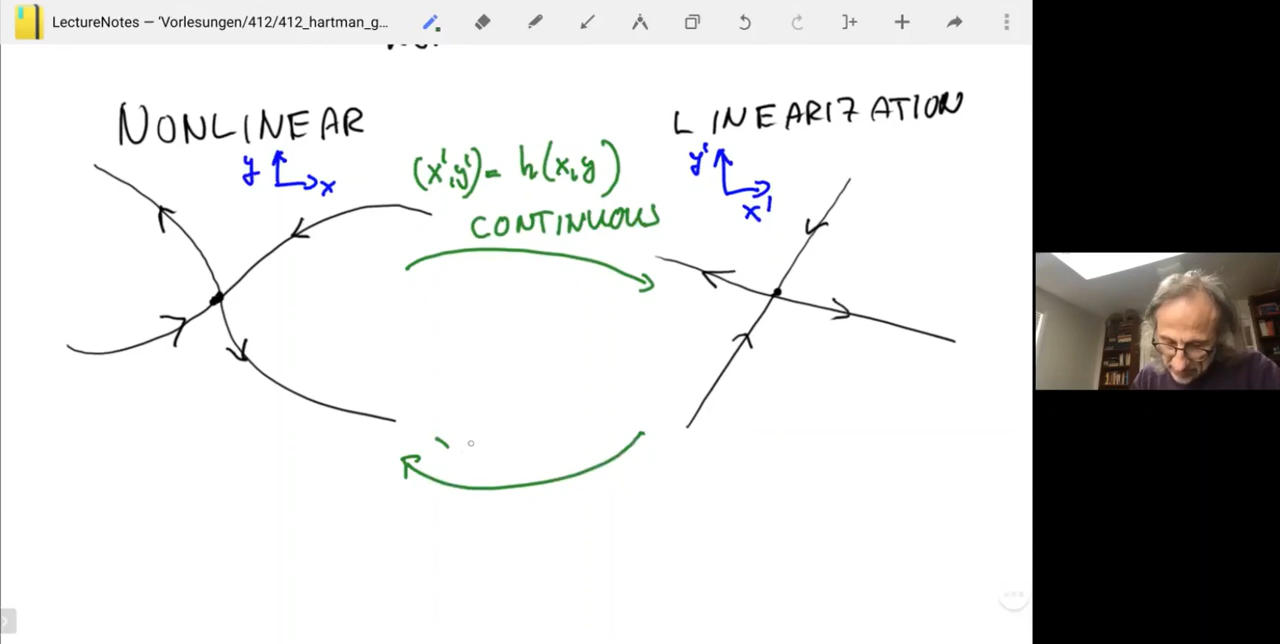 LectureNotes — ‘Vorlesungen/412/412_hartman_g…
NONLINEAR
LINEARIZATION
y x
(x',y') = h(x,y)
y' x'
CONTINUOUS